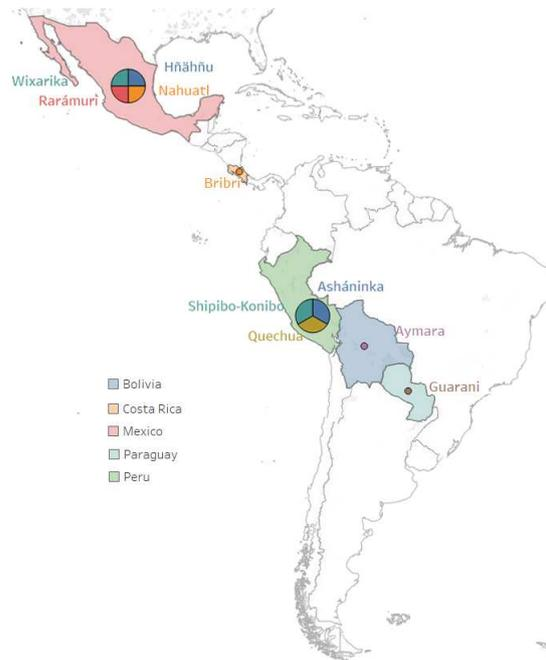 Hñähñu
Wixarika
Nahuatl
Rarámuri
Bribri
Asháninka
Shipibo-Konibo
Quechua
Aymara
Guarani
Bolivia
Costa Rica
Mexico
Paraguay
Peru